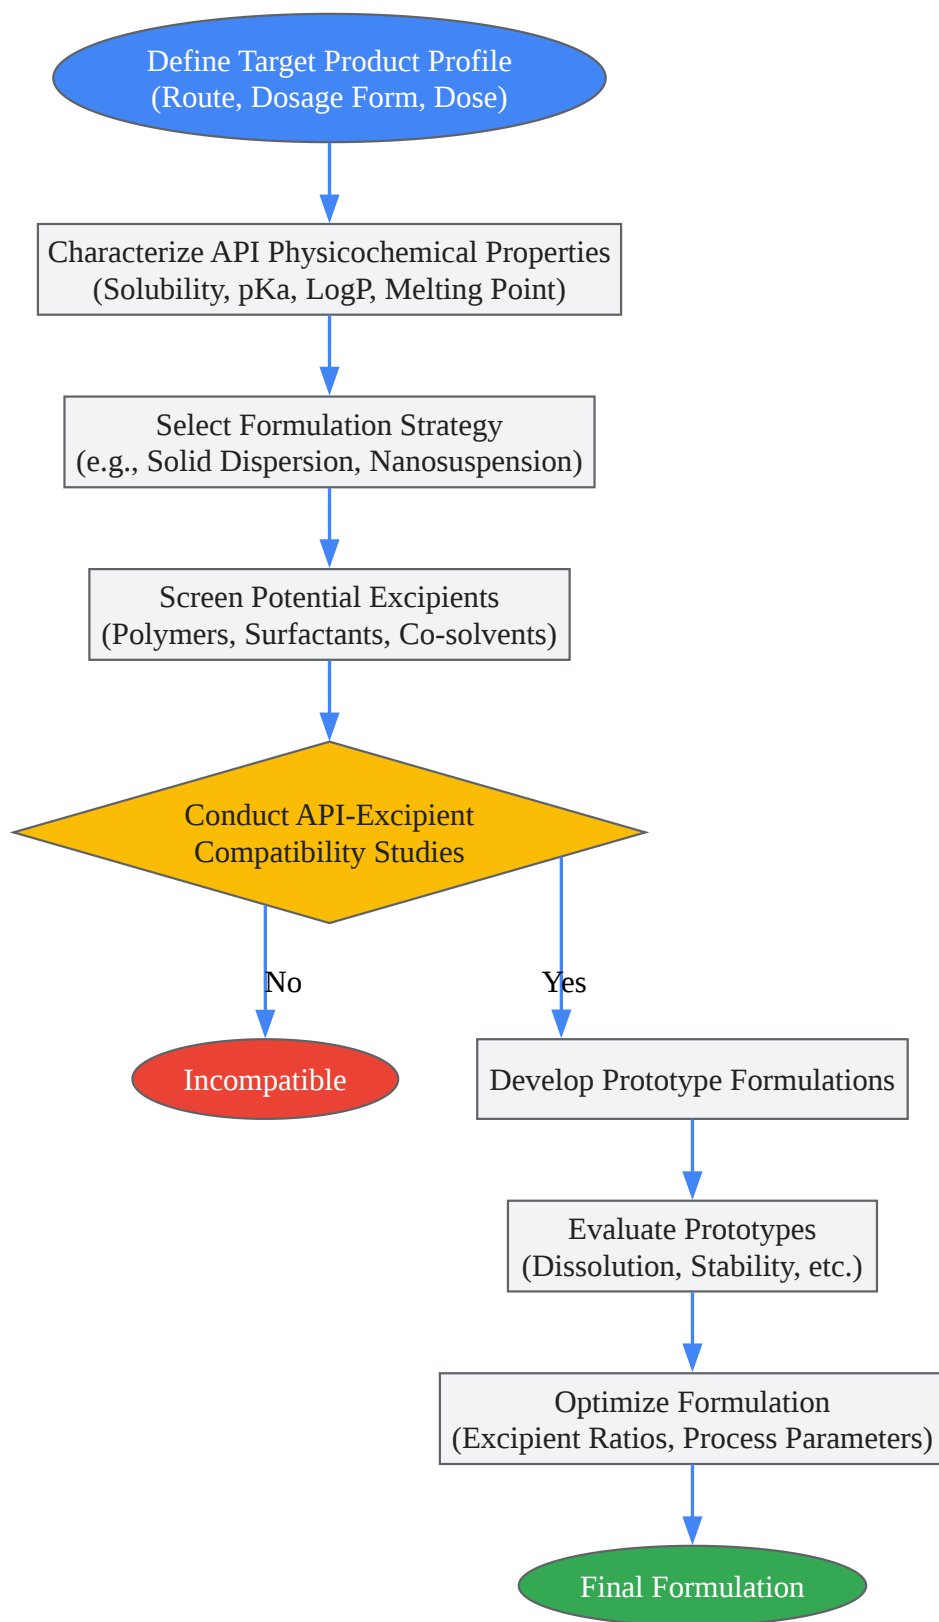 Define Target Product Profile
(Route, Dosage Form, Dose)
Characterize API Physicochemical Properties
(Solubility, pKa, LogP, Melting Point)
Select Formulation Strategy
(e.g., Solid Dispersion, Nanosuspension)
Screen Potential Excipients
(Polymers, Surfactants, Co-solvents)
Conduct API-Excipient
Compatibility Studies
No
Yes
Incompatible
Develop Prototype Formulations
Evaluate Prototypes
(Dissolution, Stability, etc.)
Optimize Formulation
(Excipient Ratios, Process Parameters)
Final Formulation